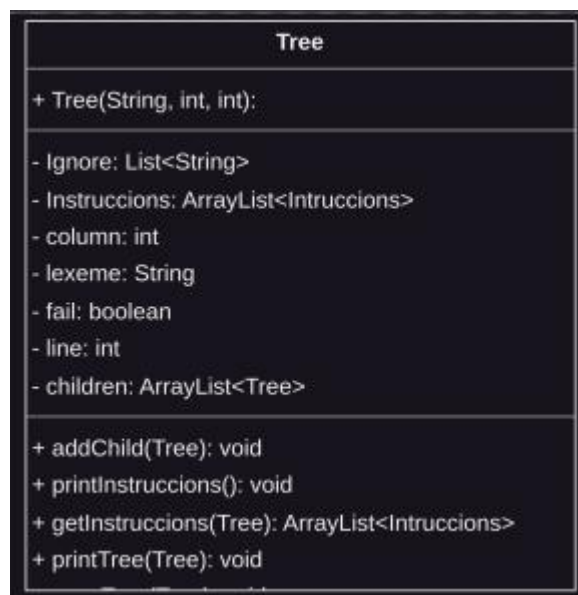 Tree
+ Tree(String, int, int):
- Ignore: List<String>
- Instruccions: ArrayList<Intruccions>
- column: int
- lexeme: String
- fail: boolean
- line: int
- children: ArrayList<Tree>
+ addChild(Tree): void
+ printInstruccions(): void
+ getInstruccions(Tree): ArrayList<Intruccions>
+ printTree(Tree): void